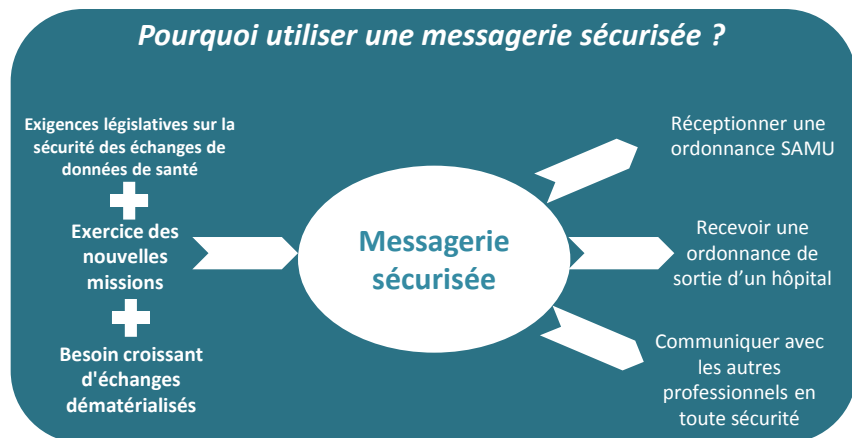 Pourquoi utiliser une messagerie sécurisée ?
Exigences législatives sur la
sécurité des échanges de
données de santé
Exercice des
nouvelles
missions
Besoin croissant
d'échanges
dématérialisés
Messagerie
sécurisée
Réceptionner une
ordonnance SAMU
Recevoir une
ordonnance de
sortie d’un hôpital
Communiquer avec
les autres
professionnels en
toute sécurité